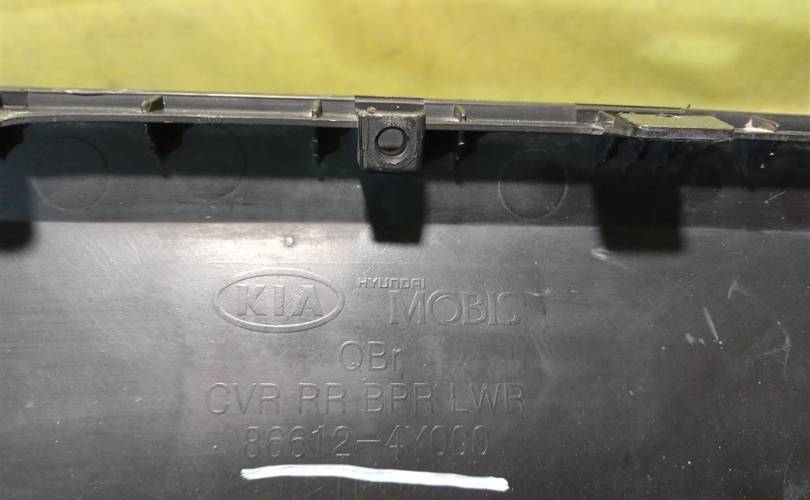 KIA HYUNDAI MOBIS
QBr
CVR RR BPR LWR
86612-4Y000